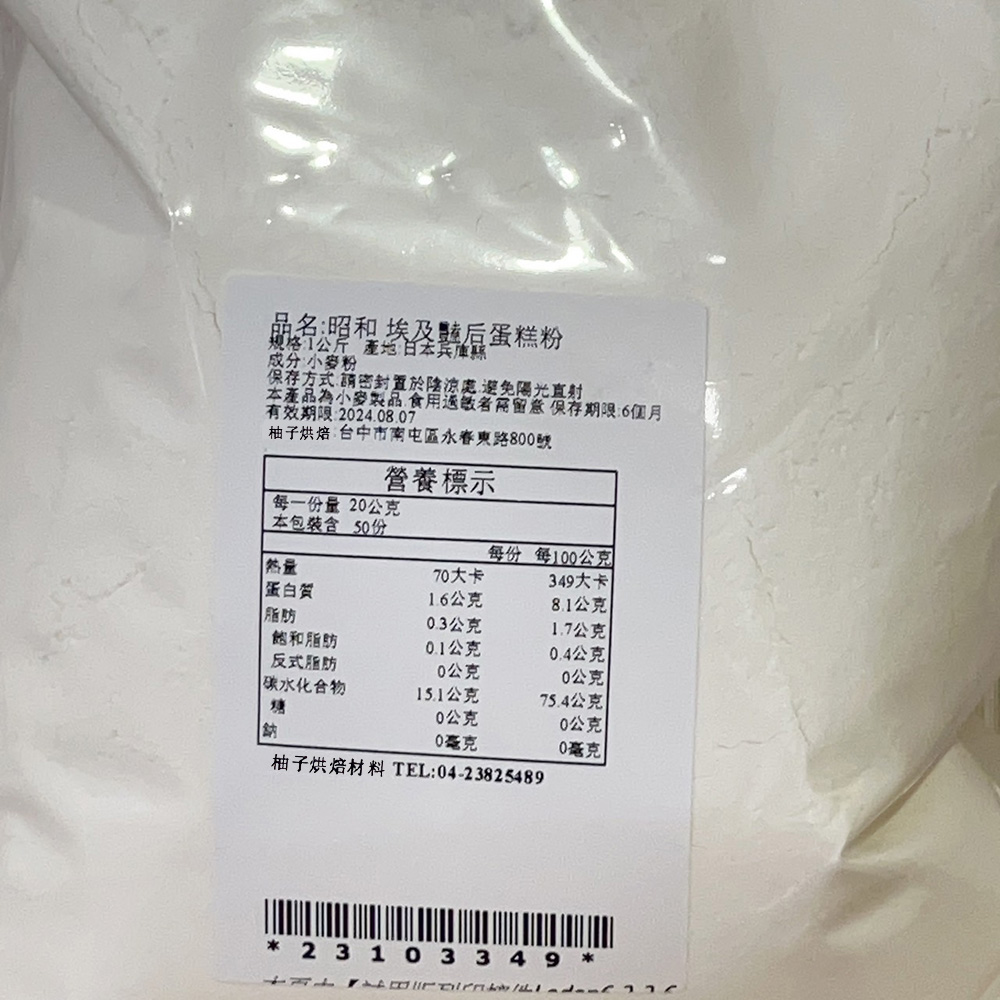 品名:昭和 埃及豔后蛋糕粉
規格:1公斤 產地:日本兵庫縣
成分:小麥粉
保存方式:請密封置於陰涼處.避免陽光直射
本產品為小麥製品.食用過敏者需留意 保存期限:6個月
有效期限:2024.08.07
柚子烘焙:台中市南屯區永春東路800號
營養標示
每一份量 20公克
本包裝含 50份
每份 每100公克
熱量 70大卡 349大卡
蛋白質 1.6公克 8.1公克
脂肪 0.3公克 1.7公克
飽和脂肪 0.1公克 0.4公克
反式脂肪 0公克 0公克
碳水化合物 15.1公克 75.4公克
糖 0公克 0公克
鈉 0毫克 0毫克
柚子烘焙材料 TEL:04-23825489
*23103349*